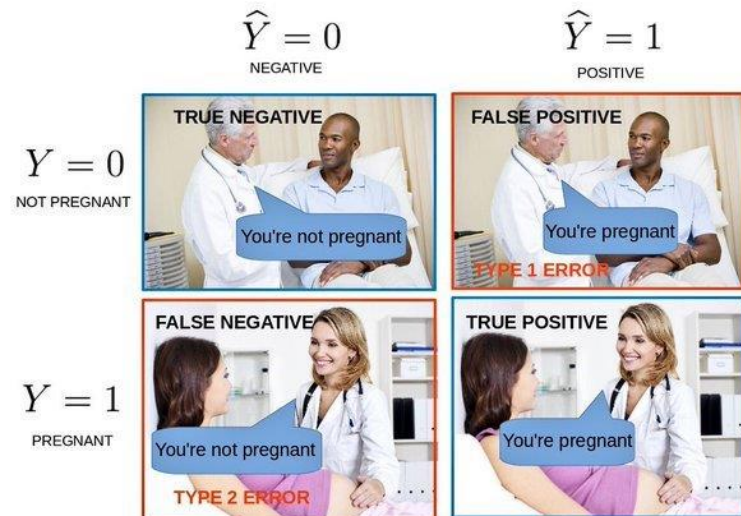 Ŷ = 0
NEGATIVE
Ŷ = 1
POSITIVE
Y = 0
NOT PREGNANT
TRUE NEGATIVE
You're not pregnant
FALSE POSITIVE
You're pregnant
TYPE 1 ERROR
Y = 1
PREGNANT
FALSE NEGATIVE
You're not pregnant
TYPE 2 ERROR
TRUE POSITIVE
You're pregnant